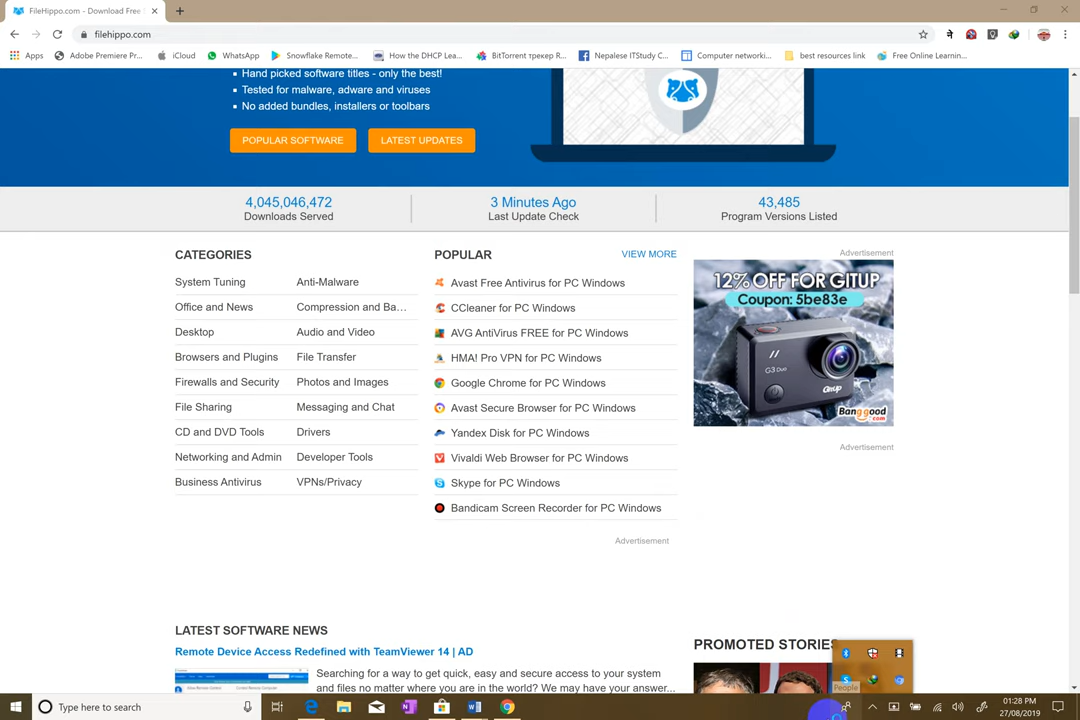 FileHippo.com - Download Free
filehippo.com
Apps
Adobe Premiere Pr...
iCloud
WhatsApp
Snowflake Remote...
How the DHCP Lea...
BitTorrent трекер R...
Nepalese ITStudy C...
Computer networki...
best resources link
Free Online Learnin...
Hand picked software titles - only the best!
Tested for malware, adware and viruses
No added bundles, installers or toolbars
POPULAR SOFTWARE
LATEST UPDATES
4,045,046,472
Downloads Served
3 Minutes Ago
Last Update Check
43,485
Program Versions Listed
CATEGORIES
System Tuning
Anti-Malware
Office and News
Compression and Ba...
Desktop
Audio and Video
Browsers and Plugins
File Transfer
Firewalls and Security
Photos and Images
File Sharing
Messaging and Chat
CD and DVD Tools
Drivers
Networking and Admin
Developer Tools
Business Antivirus
VPNs/Privacy
POPULAR
VIEW MORE
Avast Free Antivirus for PC Windows
CCleaner for PC Windows
AVG AntiVirus FREE for PC Windows
HMA! Pro VPN for PC Windows
Google Chrome for PC Windows
Avast Secure Browser for PC Windows
Yandex Disk for PC Windows
Vivaldi Web Browser for PC Windows
Skype for PC Windows
Bandicam Screen Recorder for PC Windows
Advertisement
Advertisement
12% OFF FOR GITUP
Coupon: 5be83e
G3 Duo
GitUp
Banggood
.com
Advertisement
LATEST SOFTWARE NEWS
Remote Device Access Redefined with TeamViewer 14 | AD
Searching for a way to get quick, easy and secure access to your system
and files no matter where you are in the world? We may have your answer...
PROMOTED STORIES
People
Type here to search
01:28 PM
27/08/2019